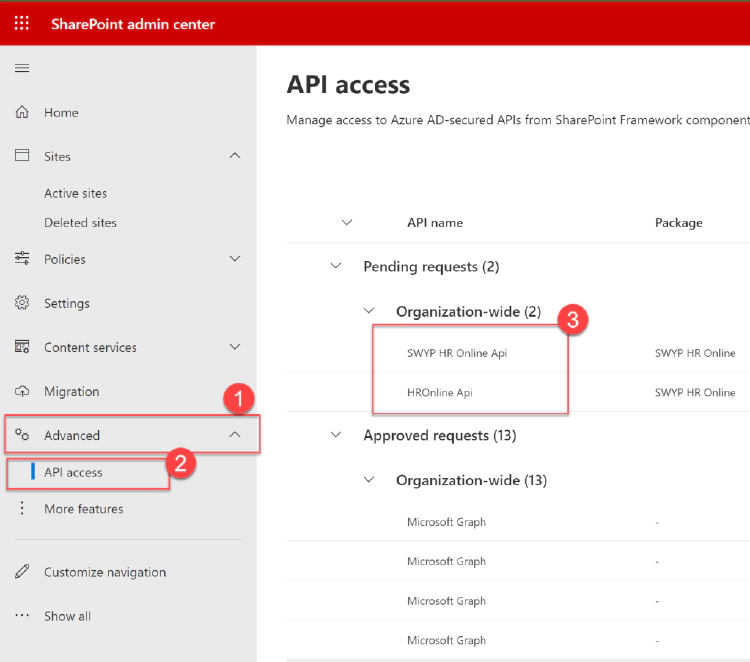 SharePoint admin center
Home
Sites
Active sites
Deleted sites
Policies
Settings
Content services
Migration
1
Advanced
2
API access
More features
Customize navigation
Show all
API access
Manage access to Azure AD-secured APIs from SharePoint Framework component
API name Package
Pending requests (2)
Organization-wide (2)
3
SWYP HR Online Api SWYP HR Online
HROnline Api SWYP HR Online
Approved requests (13)
Organization-wide (13)
Microsoft Graph -
Microsoft Graph -
Microsoft Graph -
Microsoft Graph -